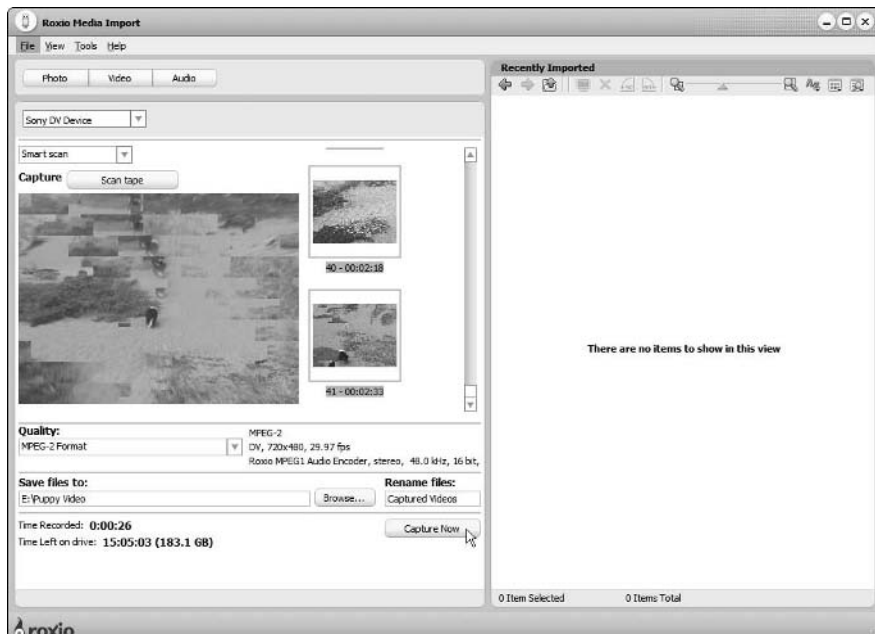 Roxio Media Import
File View Tools Help
Photo Video Audio
Sony DV Device
Smart scan
Capture Scan tape
40 - 00:02:18
41 - 00:02:33
Quality:
MPEG-2 Format
MPEG-2
DV, 720x480, 29.97 fps
Roxio MPEG1 Audio Encoder, stereo, 48.0 kHz, 16 bit,
Save files to:
Rename files:
E:\Puppy Video
Browse...
Captured Videos
Time Recorded: 0:00:26
Capture Now
Time Left on drive: 15:05:03 (183.1 GB)
Recently Imported
There are no items to show in this view
0 Item Selected 0 Items Total
roxio